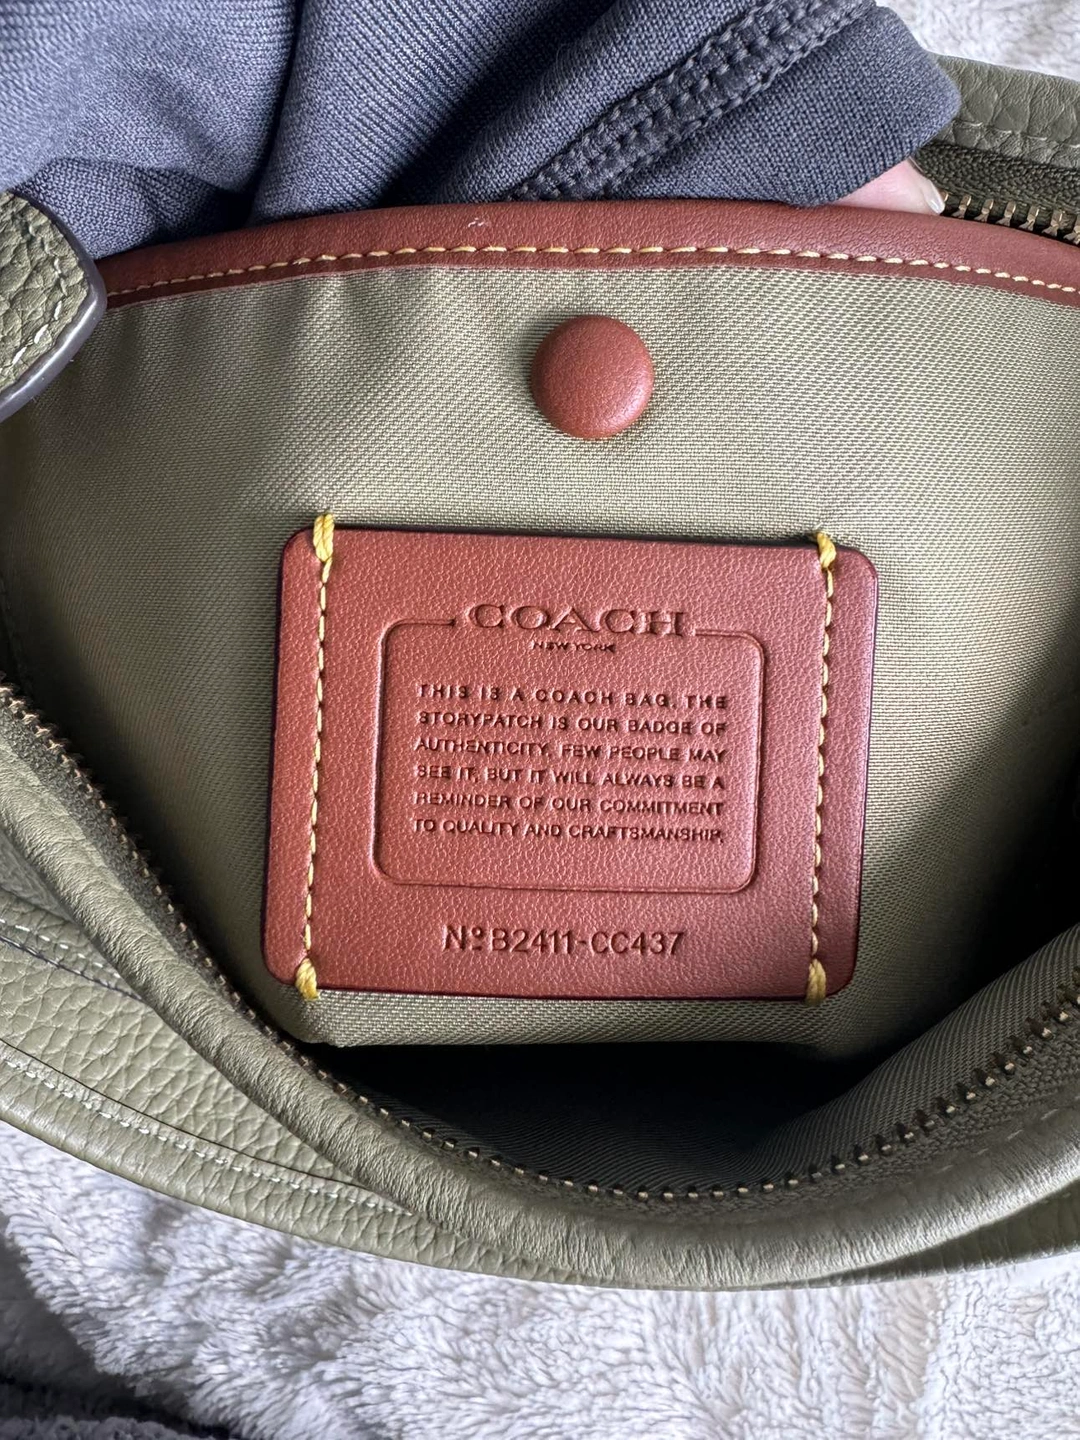 COACH
NEW YORK
THIS IS A COACH BAG. THE
STORYPATCH IS OUR BADGE OF
AUTHENTICITY. FEW PEOPLE MAY
SEE IT, BUT IT WILL ALWAYS BE A
REMINDER OF OUR COMMITMENT
TO QUALITY AND CRAFTSMANSHIP.
Nº B2411-CC437